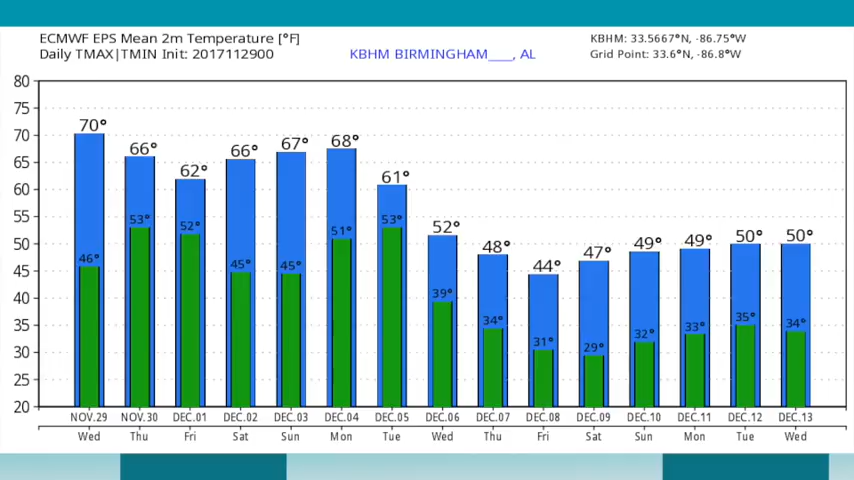 ECMWF EPS Mean 2m Temperature [°F]
Daily TMAX|TMIN Init: 2017112900
KBHM BIRMINGHAM___, AL
KBHM: 33.5667°N, -86.75°W
Grid Point: 33.6°N, -86.8°W
80
75
70
65
60
55
50
45
40
35
30
25
20
70° 66° 62° 66° 67° 68° 61° 52° 48° 44° 47° 49° 49° 50° 50°
46° 53° 52° 45° 45° 51° 53° 39° 34° 31° 29° 32° 33° 35° 34°
NOV.29 NOV.30 DEC.01 DEC.02 DEC.03 DEC.04 DEC.05 DEC.06 DEC.07 DEC.08 DEC.09 DEC.10 DEC.11 DEC.12 DEC.13
Wed Thu Fri Sat Sun Mon Tue Wed Thu Fri Sat Sun Mon Tue Wed